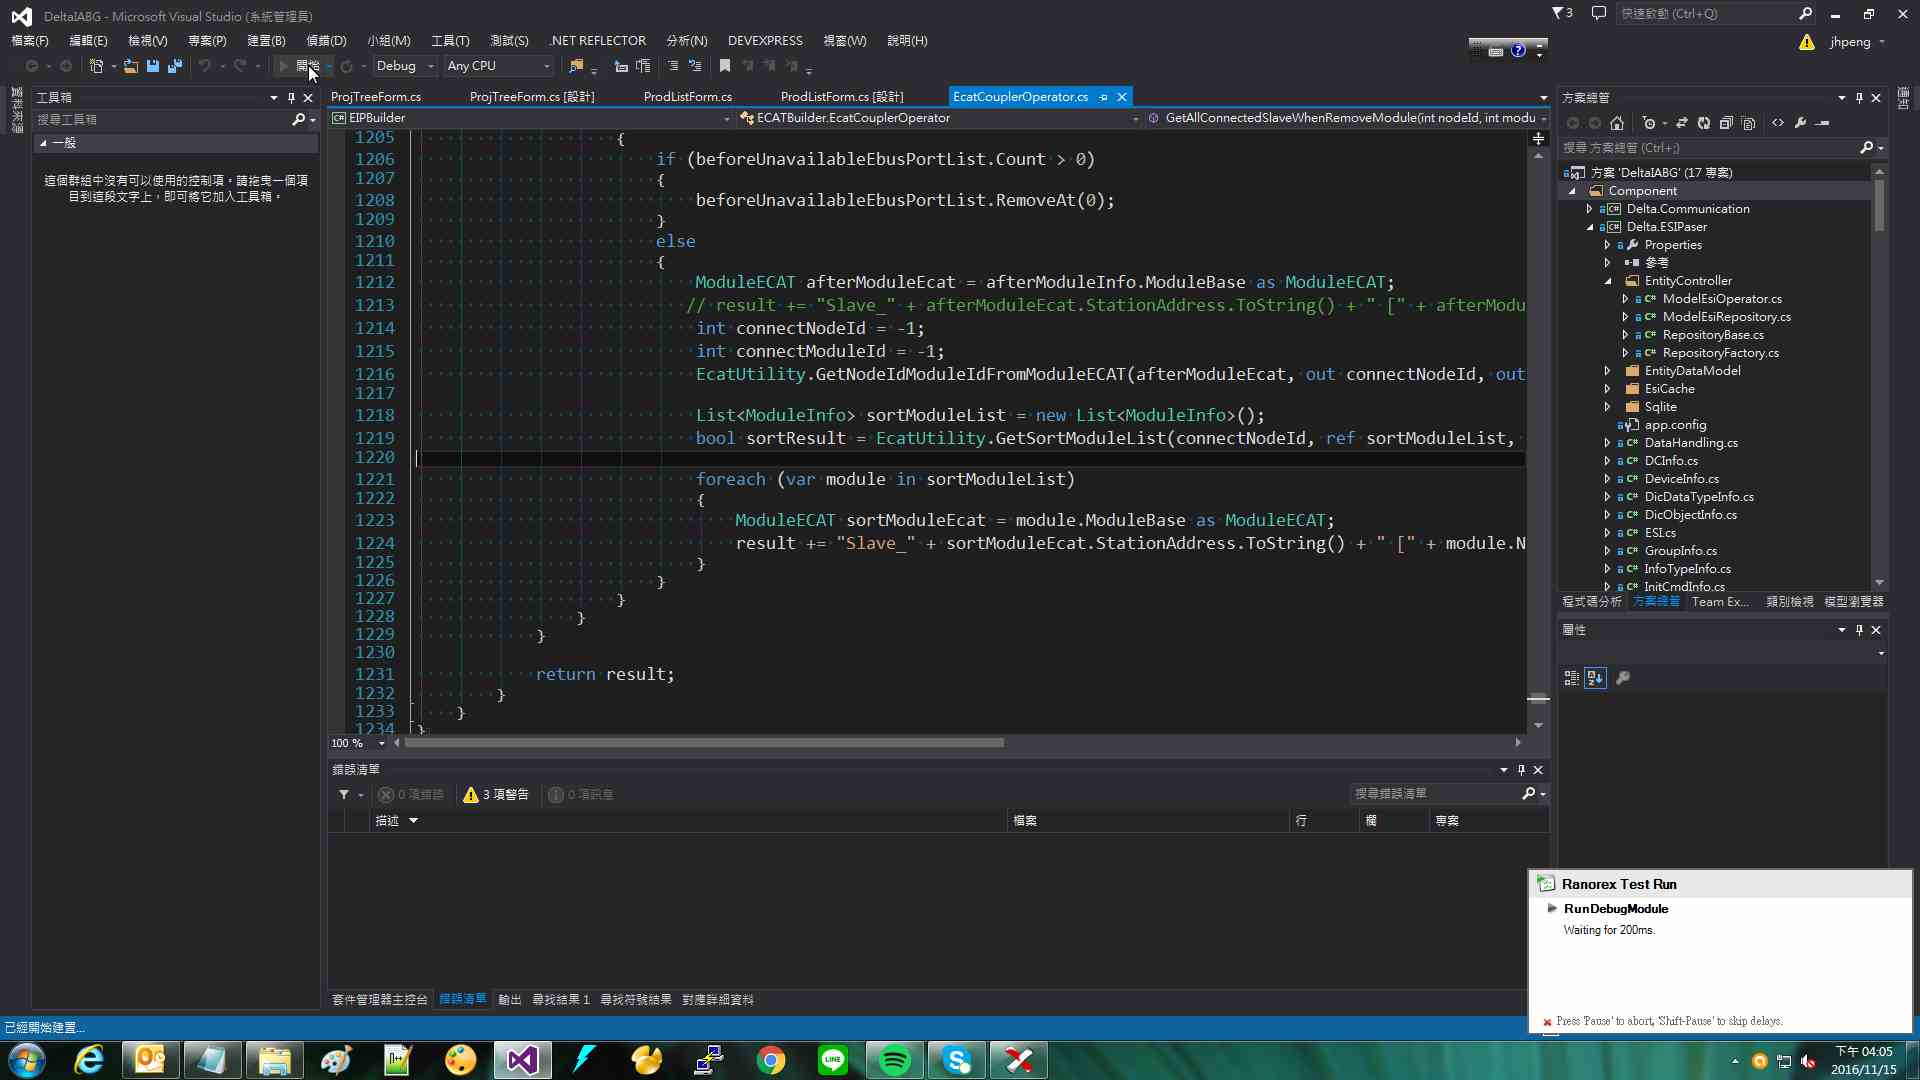 DeltaIABG - Microsoft Visual Studio (系統管理員)
3
快速啟動 (Ctrl+Q)
檔案(F) 編輯(E) 檢視(V) 專案(P) 建置(B) 偵錯(D) 小組(M) 工具(T) 測試(S) .NET REFLECTOR 分析(N) DEVEXPRESS 視窗(W) 說明(H)
jhpeng
開始 Debug Any CPU
工具箱
搜尋工具箱
一般
這個群組中沒有可以使用的控制項。請拖曳一個項
目到這段文字上，即可將它加入工具箱。
ProjTreeForm.cs ProjTreeForm.cs [設計] ProdListForm.cs ProdListForm.cs [設計] EcatCouplerOperator.cs
EIPBuilder ECATBuilder.EcatCouplerOperator GetAllConnectedSlaveWhenRemoveModule(int nodeId, int modu
1205 {
1206 if (beforeUnavailableEbusPortList.Count > 0)
1207 {
1208 beforeUnavailableEbusPortList.RemoveAt(0);
1209 }
1210 else
1211 {
1212 ModuleECAT afterModuleEcat = afterModuleInfo.ModuleBase as ModuleECAT;
1213 // result += "Slave_" + afterModuleEcat.StationAddress.ToString() + " [" + afterModu
1214 int connectNodeId = -1;
1215 int connectModuleId = -1;
1216 EcatUtility.GetNodeIdModuleIdFromModuleECAT(afterModuleEcat, out connectNodeId, out
1217
1218 List<ModuleInfo> sortModuleList = new List<ModuleInfo>();
1219 bool sortResult = EcatUtility.GetSortModuleList(connectNodeId, ref sortModuleList,
1220
1221 foreach (var module in sortModuleList)
1222 {
1223 ModuleECAT sortModuleEcat = module.ModuleBase as ModuleECAT;
1224 result += "Slave_" + sortModuleEcat.StationAddress.ToString() + " [" + module.N
1225 }
1226 }
1227 }
1228 }
1229 }
1230
1231 return result;
1232 }
1233 }
1234 }
100 %
錯誤清單
0 項錯誤 3 項警告 0 項訊息
搜尋錯誤清單
描述 檔案 行 欄 專案
套件管理器主控台 錯誤清單 輸出 尋找結果 1 尋找符號結果 對應詳細資料
方案總管
搜尋 方案總管 (Ctrl+;)
方案 'DeltaIABG' (17 專案)
Component
Delta.Communication
Delta.ESIPaser
Properties
參考
EntityController
ModelEsiOperator.cs
ModelEsiRepository.cs
RepositoryBase.cs
RepositoryFactory.cs
EntityDataModel
EsiCache
Sqlite
app.config
DataHandling.cs
DCInfo.cs
DeviceInfo.cs
DicDataTypeInfo.cs
DicObjectInfo.cs
ESI.cs
GroupInfo.cs
InfoTypeInfo.cs
InitCmdInfo.cs
程式碼分析 方案總管 Team Ex... 類別檢視 模型瀏覽器
屬性
Ranorex Test Run
RunDebugModule
Waiting for 200ms.
Press 'Pause' to abort, 'Shift-Pause' to skip delays.
已經開始建置...
下午 04:05
2016/11/15